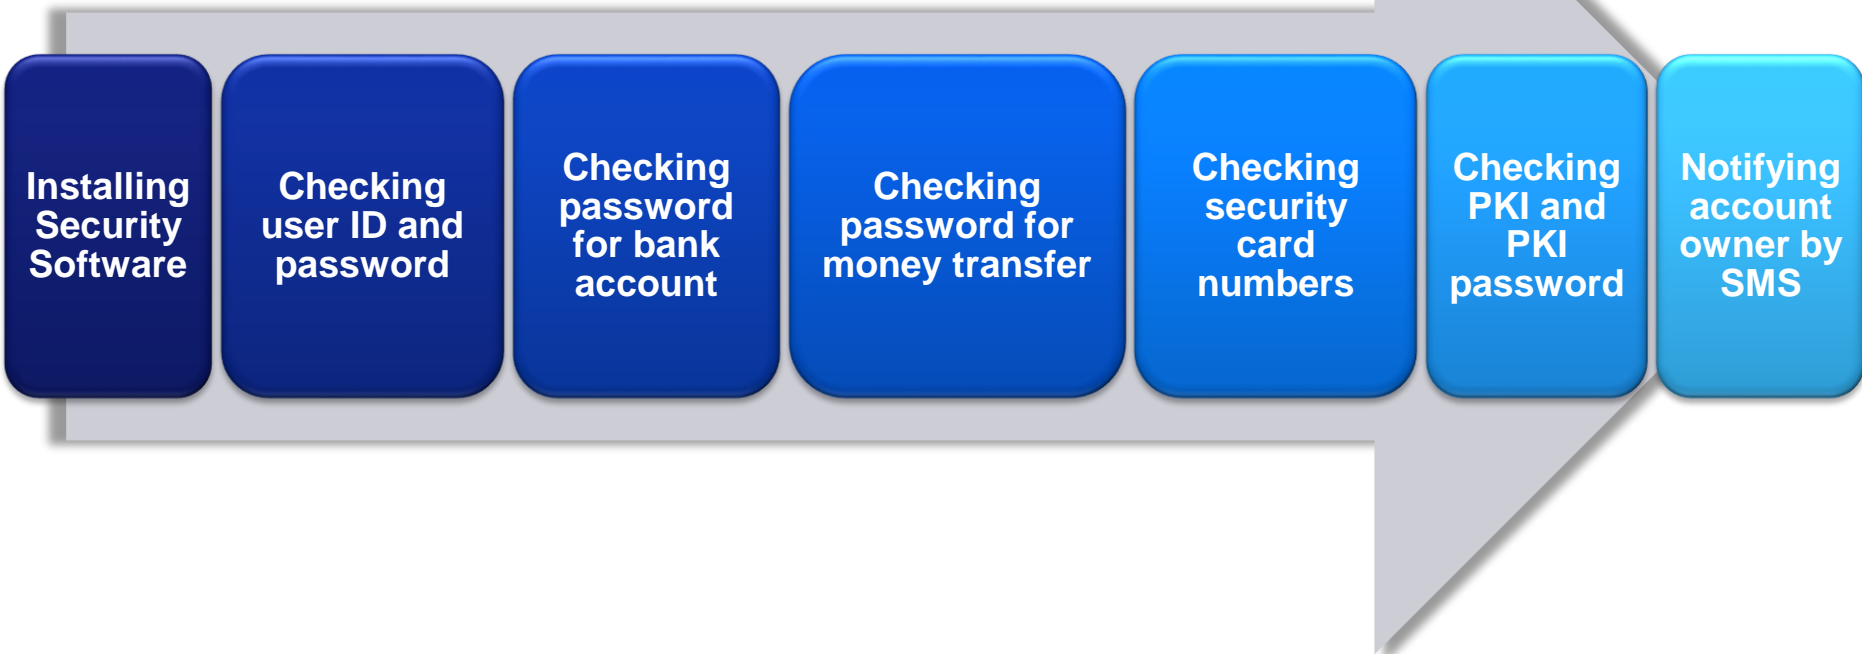 Installing
Security
Software
Checking
user ID and
password
Checking
password
for bank
account
Checking
password for
money transfer
Checking
security
card
numbers
Checking
PKI and
PKI
password
Notifying
account
owner by
SMS